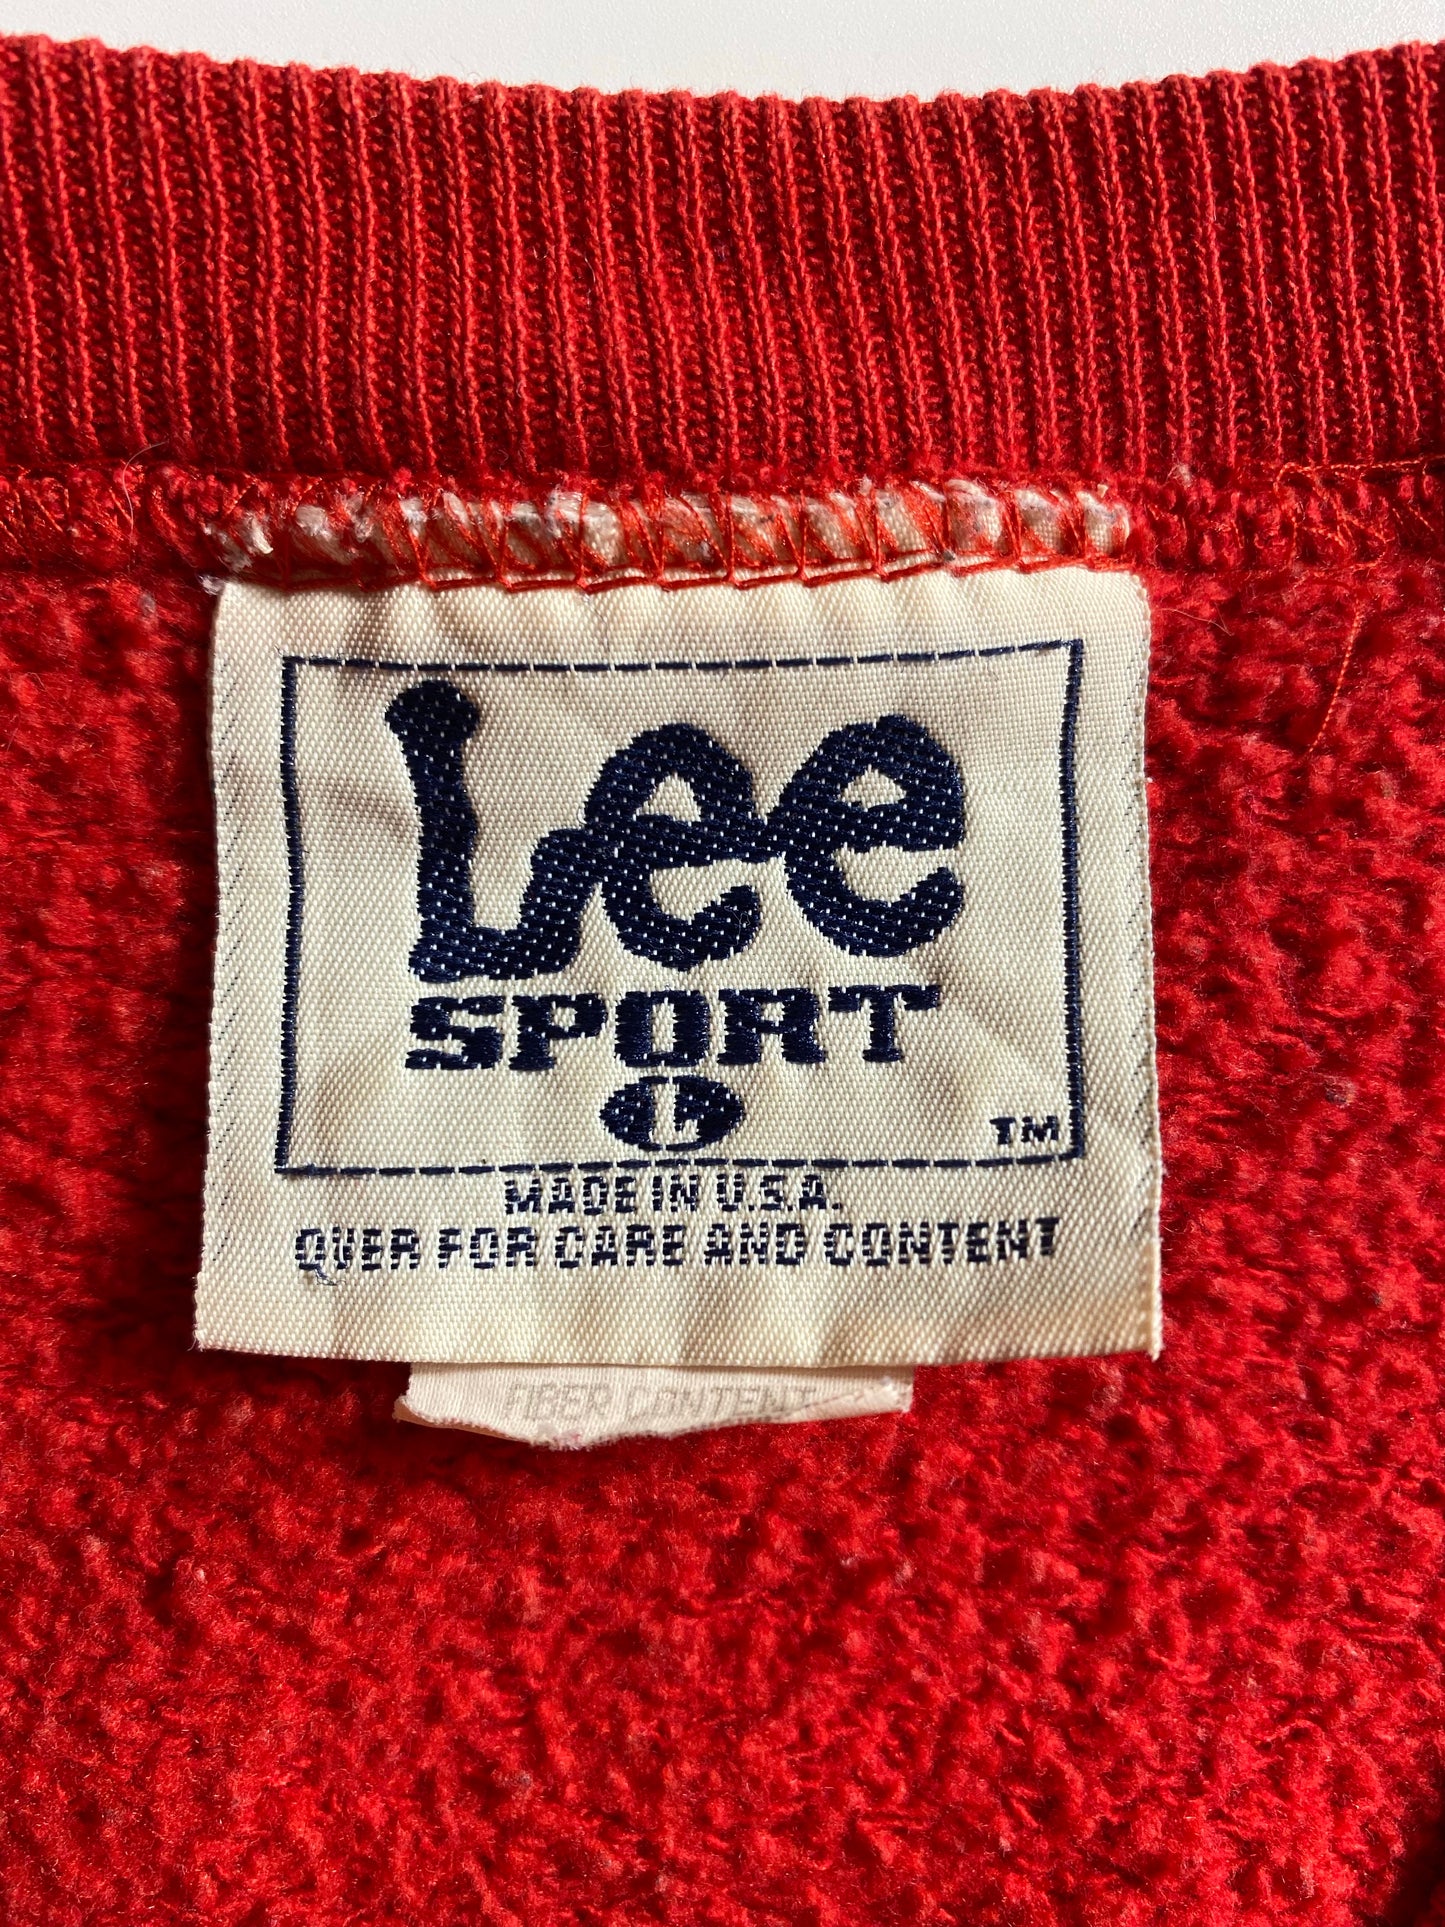 Lee
SPORT
L
TM
MADE IN U.S.A.
OVER FOR CARE AND CONTENT
FIBER CONTENT